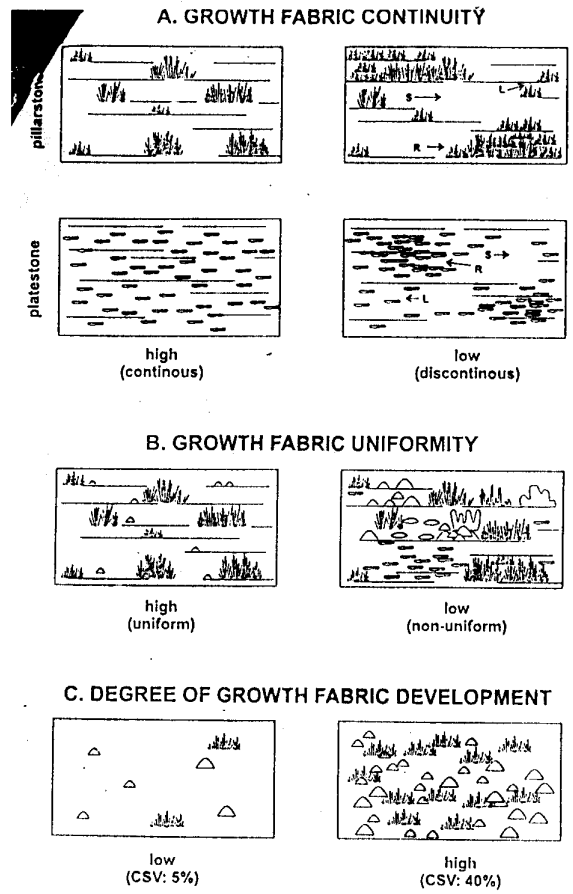 A. GROWTH FABRIC CONTINUITY
pillarstone
S
L
R
platestone
S
R
L
high
(continous)
low
(discontinous)
B. GROWTH FABRIC UNIFORMITY
high
(uniform)
low
(non-uniform)
C. DEGREE OF GROWTH FABRIC DEVELOPMENT
low
(CSV: 5%)
high
(CSV: 40%)